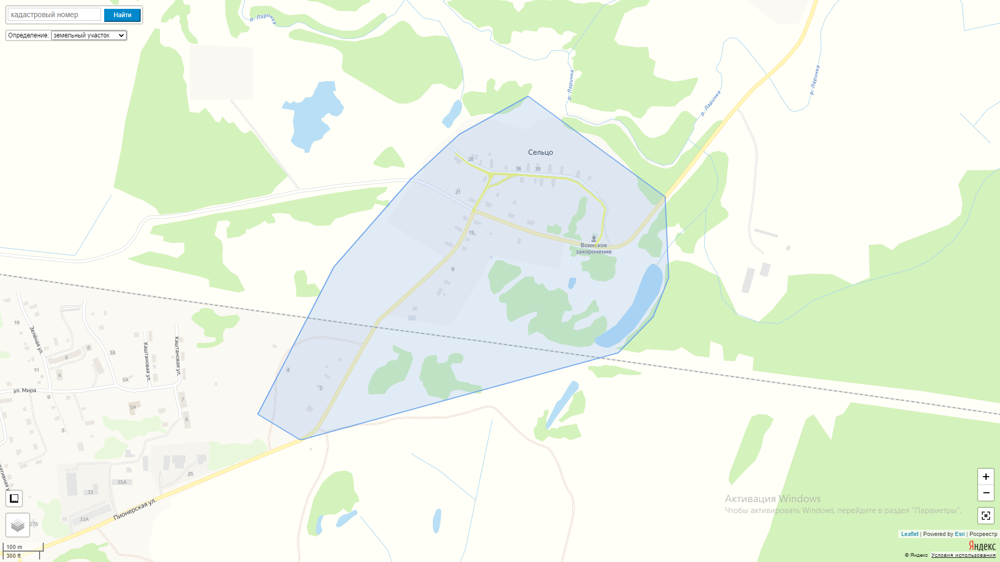 кадастровый номер
Найти
Определение: земельный участок
р. Ларинка
р. Ларинка
р. Ларинка
р. Ларинка
Сельцо
28
36
39
21
15
Воинское
захоронение
9
4
2
19
Зелёная ул.
Каштановая ул.
Каштановая ул.
8
3А
6
11
4
5А
ул. Мира
9
7
5А
6
3
35
35А
33
33А
27Б
Пионерская ул.
100 m
300 ft
+
−
Активация Windows
Чтобы активировать Windows, перейдите в раздел "Параметры".
Leaflet | Powered by Esri | Росреестр
Яндекс
© Яндекс Условия использования